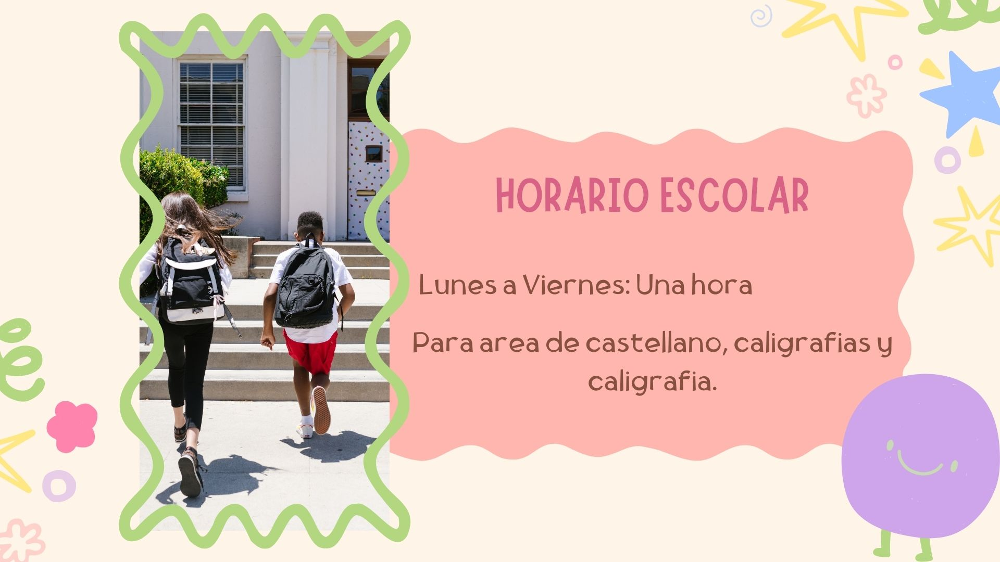 HORARIO ESCOLAR
Lunes a Viernes: Una hora
Para area de castellano, caligrafias y
caligrafia.